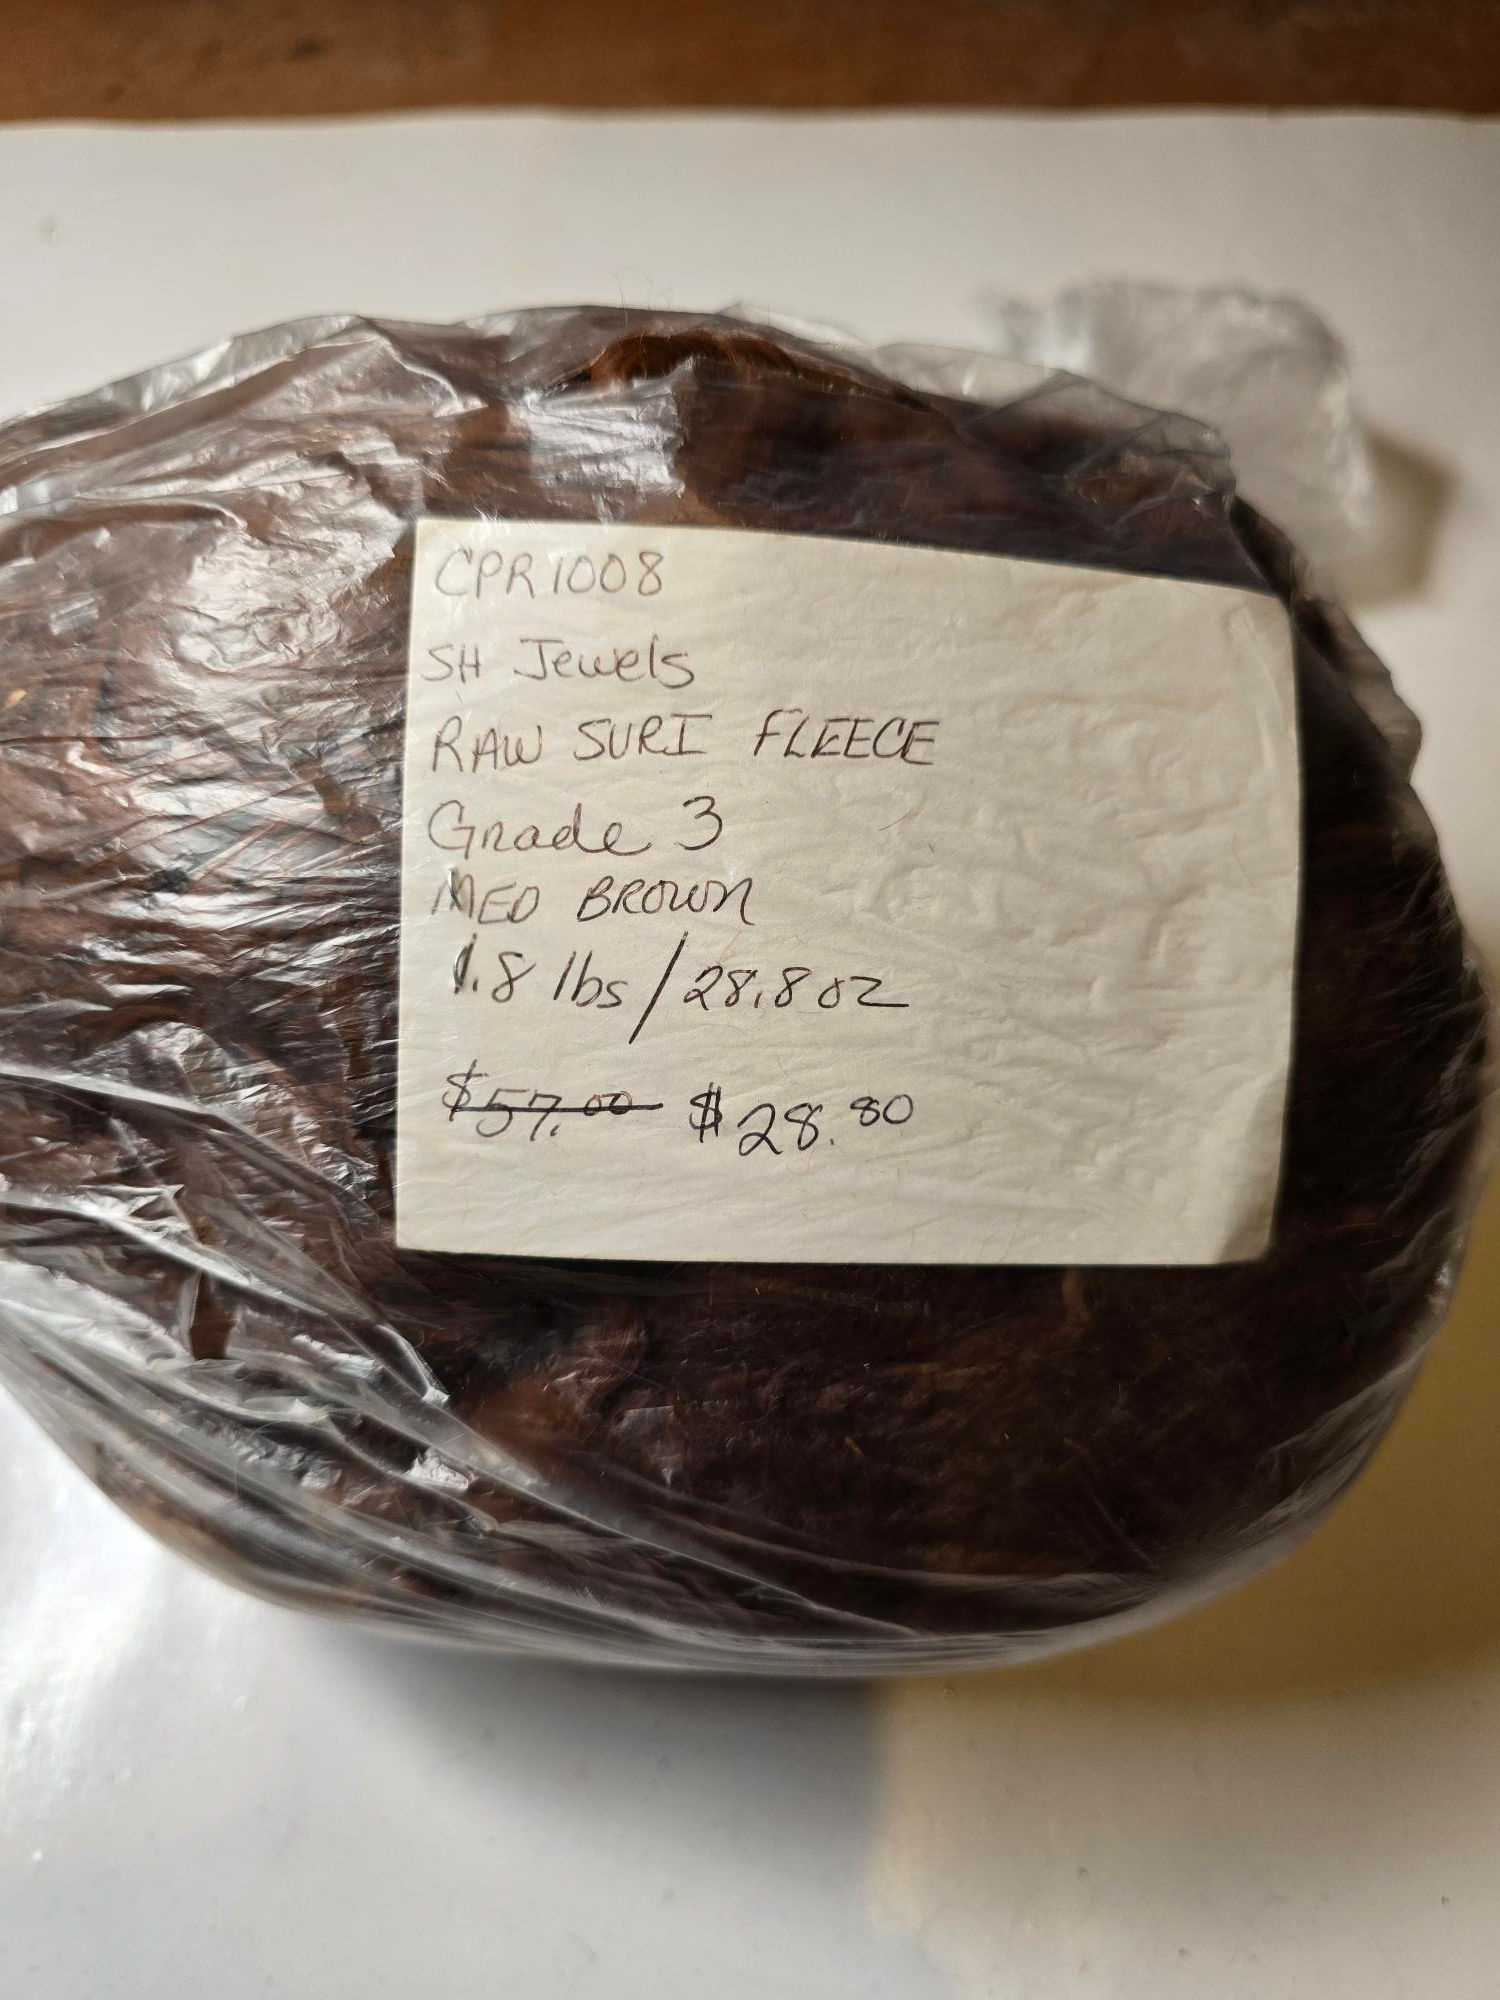 CPR1008
SH Jewels
RAW SURI FLEECE
Grade 3
MED BROWN
1.8 lbs / 28.8 oz
$57.00 $28.80